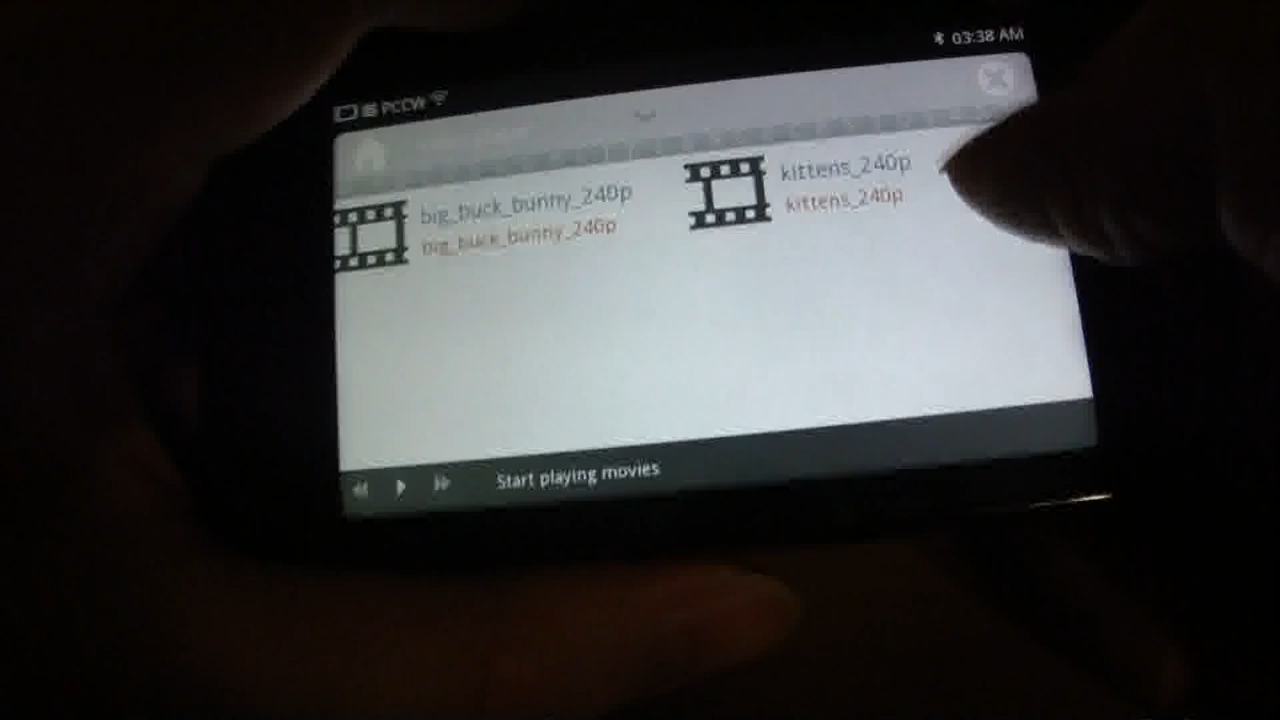 03:38 AM
PCCW
big_buck_bunny_240p
big_buck_bunny_240p
kittens_240p
kittens_240p
Start playing movies